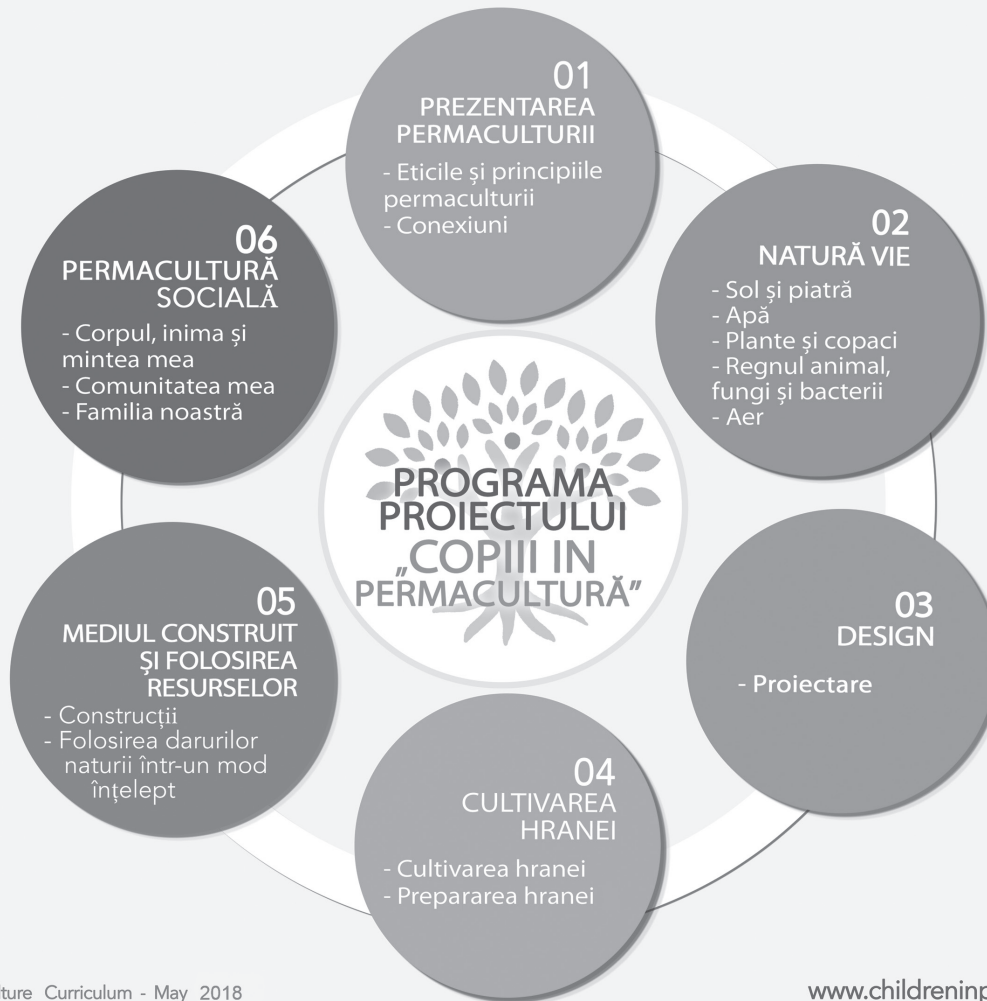 01
PREZENTAREA
PERMACULTURII
- Eticile și principiile
permaculturii
- Conexiuni
02
NATURĂ VIE
- Sol și piatră
- Apă
- Plante și copaci
- Regnul animal,
fungi și bacterii
- Aer
03
DESIGN
- Proiectare
04
CULTIVAREA
HRANEI
- Cultivarea hranei
- Prepararea hranei
05
MEDIUL CONSTRUIT
ȘI FOLOSIREA
RESURSELOR
- Construcții
- Folosirea darurilor
naturii într-un mod
înțelept
06
PERMACULTURĂ
SOCIALĂ
- Corpul, inima și
mintea mea
- Comunitatea mea
- Familia noastră
PROGRAMA
PROIECTULUI
„COPIII IN
PERMACULTURĂ”
Curriculum - May 2018